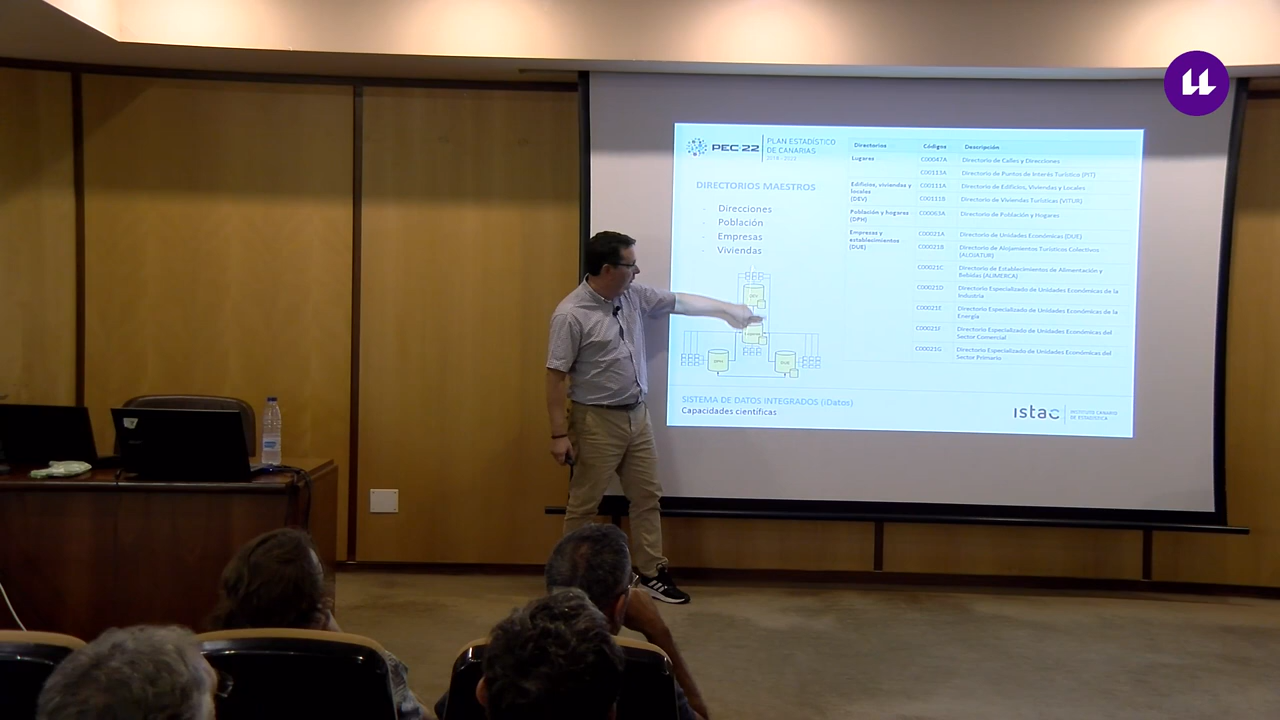 PEC-22
PLAN ESTADÍSTICO
DE CANARIAS
DIRECTORIOS MAESTROS
- Direcciones
- Población
- Empresas
- Viviendas
DEV
DPH
DUE
Directorios Códigos Descripción
Lugares C00047A Directorio de Calles y Direcciones
C00113A Directorio de Puntos de Interés Turístico (PIT)
Edificios, viviendas y locales (DEV) C00111A Directorio de Edificios, Viviendas y Locales
C00111B Directorio de Viviendas Turísticas (VITUR)
Población y hogares (DPH) C00063A Directorio de Población y Hogares
Empresas y establecimientos (DUE) C00021A Directorio de Unidades Económicas (DUE)
C00021B Directorio de Alojamientos Turísticos Colectivos (ALOJATUR)
C00021C Directorio de Establecimientos de Alimentación y Bebidas (ALIMERCA)
C00021D Directorio Especializado de Unidades Económicas de la Industria
C00021E Directorio Especializado de Unidades Económicas de la Energía
C00021F Directorio Especializado de Unidades Económicas del Sector Comercial
C00021G Directorio Especializado de Unidades Económicas del Sector Primario
SISTEMA DE DATOS INTEGRADOS (iDatos)
Capacidades científicas
istac
INSTITUTO CANARIO
DE ESTADÍSTICA